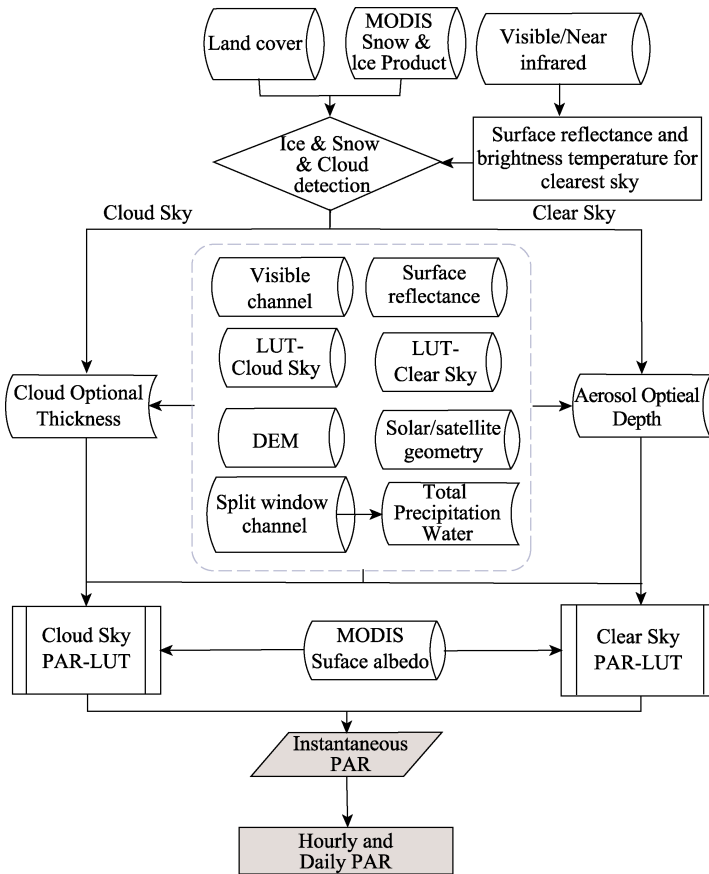 Land cover
MODIS
Snow &
Ice Product
Visible/Near
infrared
Ice & Snow
& Cloud
detection
Surface reflectance and
brightness temperature for
clearest sky
Cloud Sky
Clear Sky
Visible
channel
Surface
reflectance
LUT-
Cloud Sky
LUT-
Clear Sky
Cloud Optional
Thickness
Aerosol Optieal
Depth
DEM
Solar/satellite
geometry
Split window
channel
Total
Precipitation
Water
Cloud Sky
PAR-LUT
MODIS
Suface albedo
Clear Sky
PAR-LUT
Instantaneous
PAR
Hourly and
Daily PAR